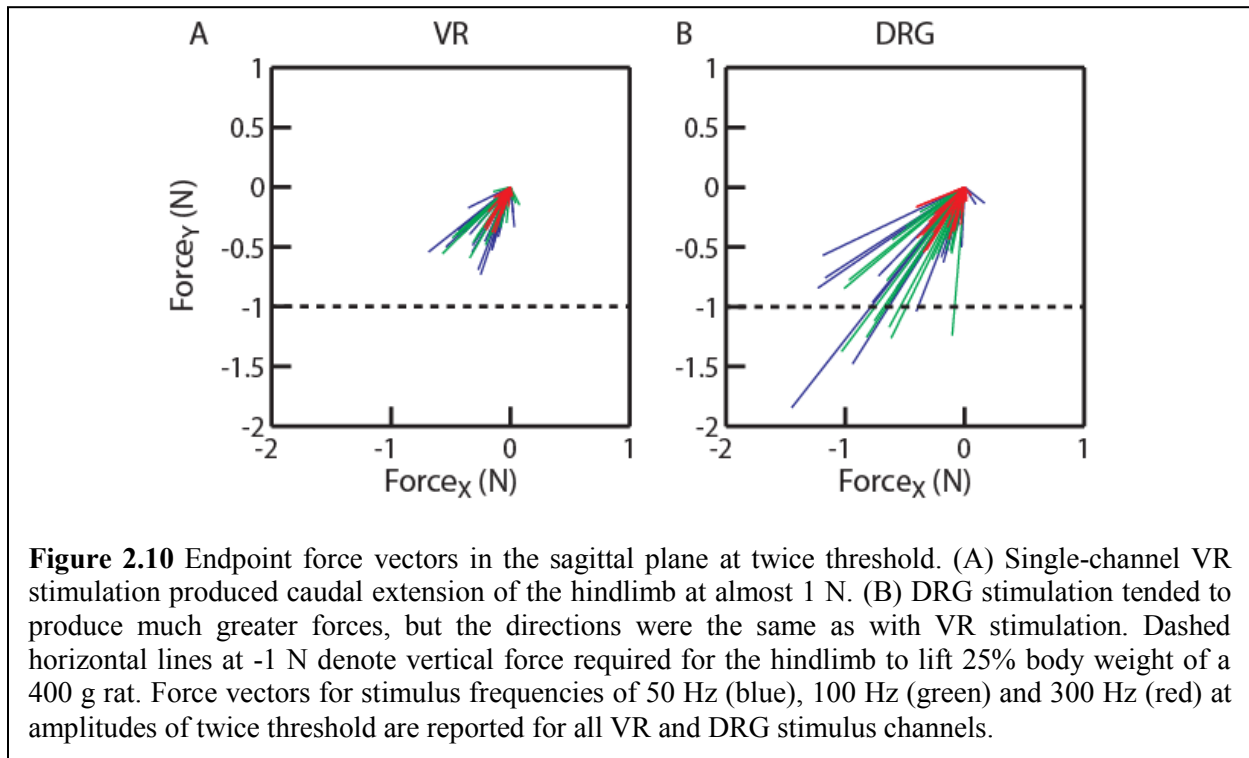 A VR B DRG
1 1
0.5 0.5
0 0
-0.5 -0.5
-1 -1
-1.5 -1.5
-2 -2
-2 -1 0 1 -2 -1 0 1
ForceY (N)
ForceX (N) ForceX (N)
Figure 2.10 Endpoint force vectors in the sagittal plane at twice threshold. (A) Single-channel VR
stimulation produced caudal extension of the hindlimb at almost 1 N. (B) DRG stimulation tended to
produce much greater forces, but the directions were the same as with VR stimulation. Dashed
horizontal lines at -1 N denote vertical force required for the hindlimb to lift 25% body weight of a
400 g rat. Force vectors for stimulus frequencies of 50 Hz (blue), 100 Hz (green) and 300 Hz (red) at
amplitudes of twice threshold are reported for all VR and DRG stimulus channels.